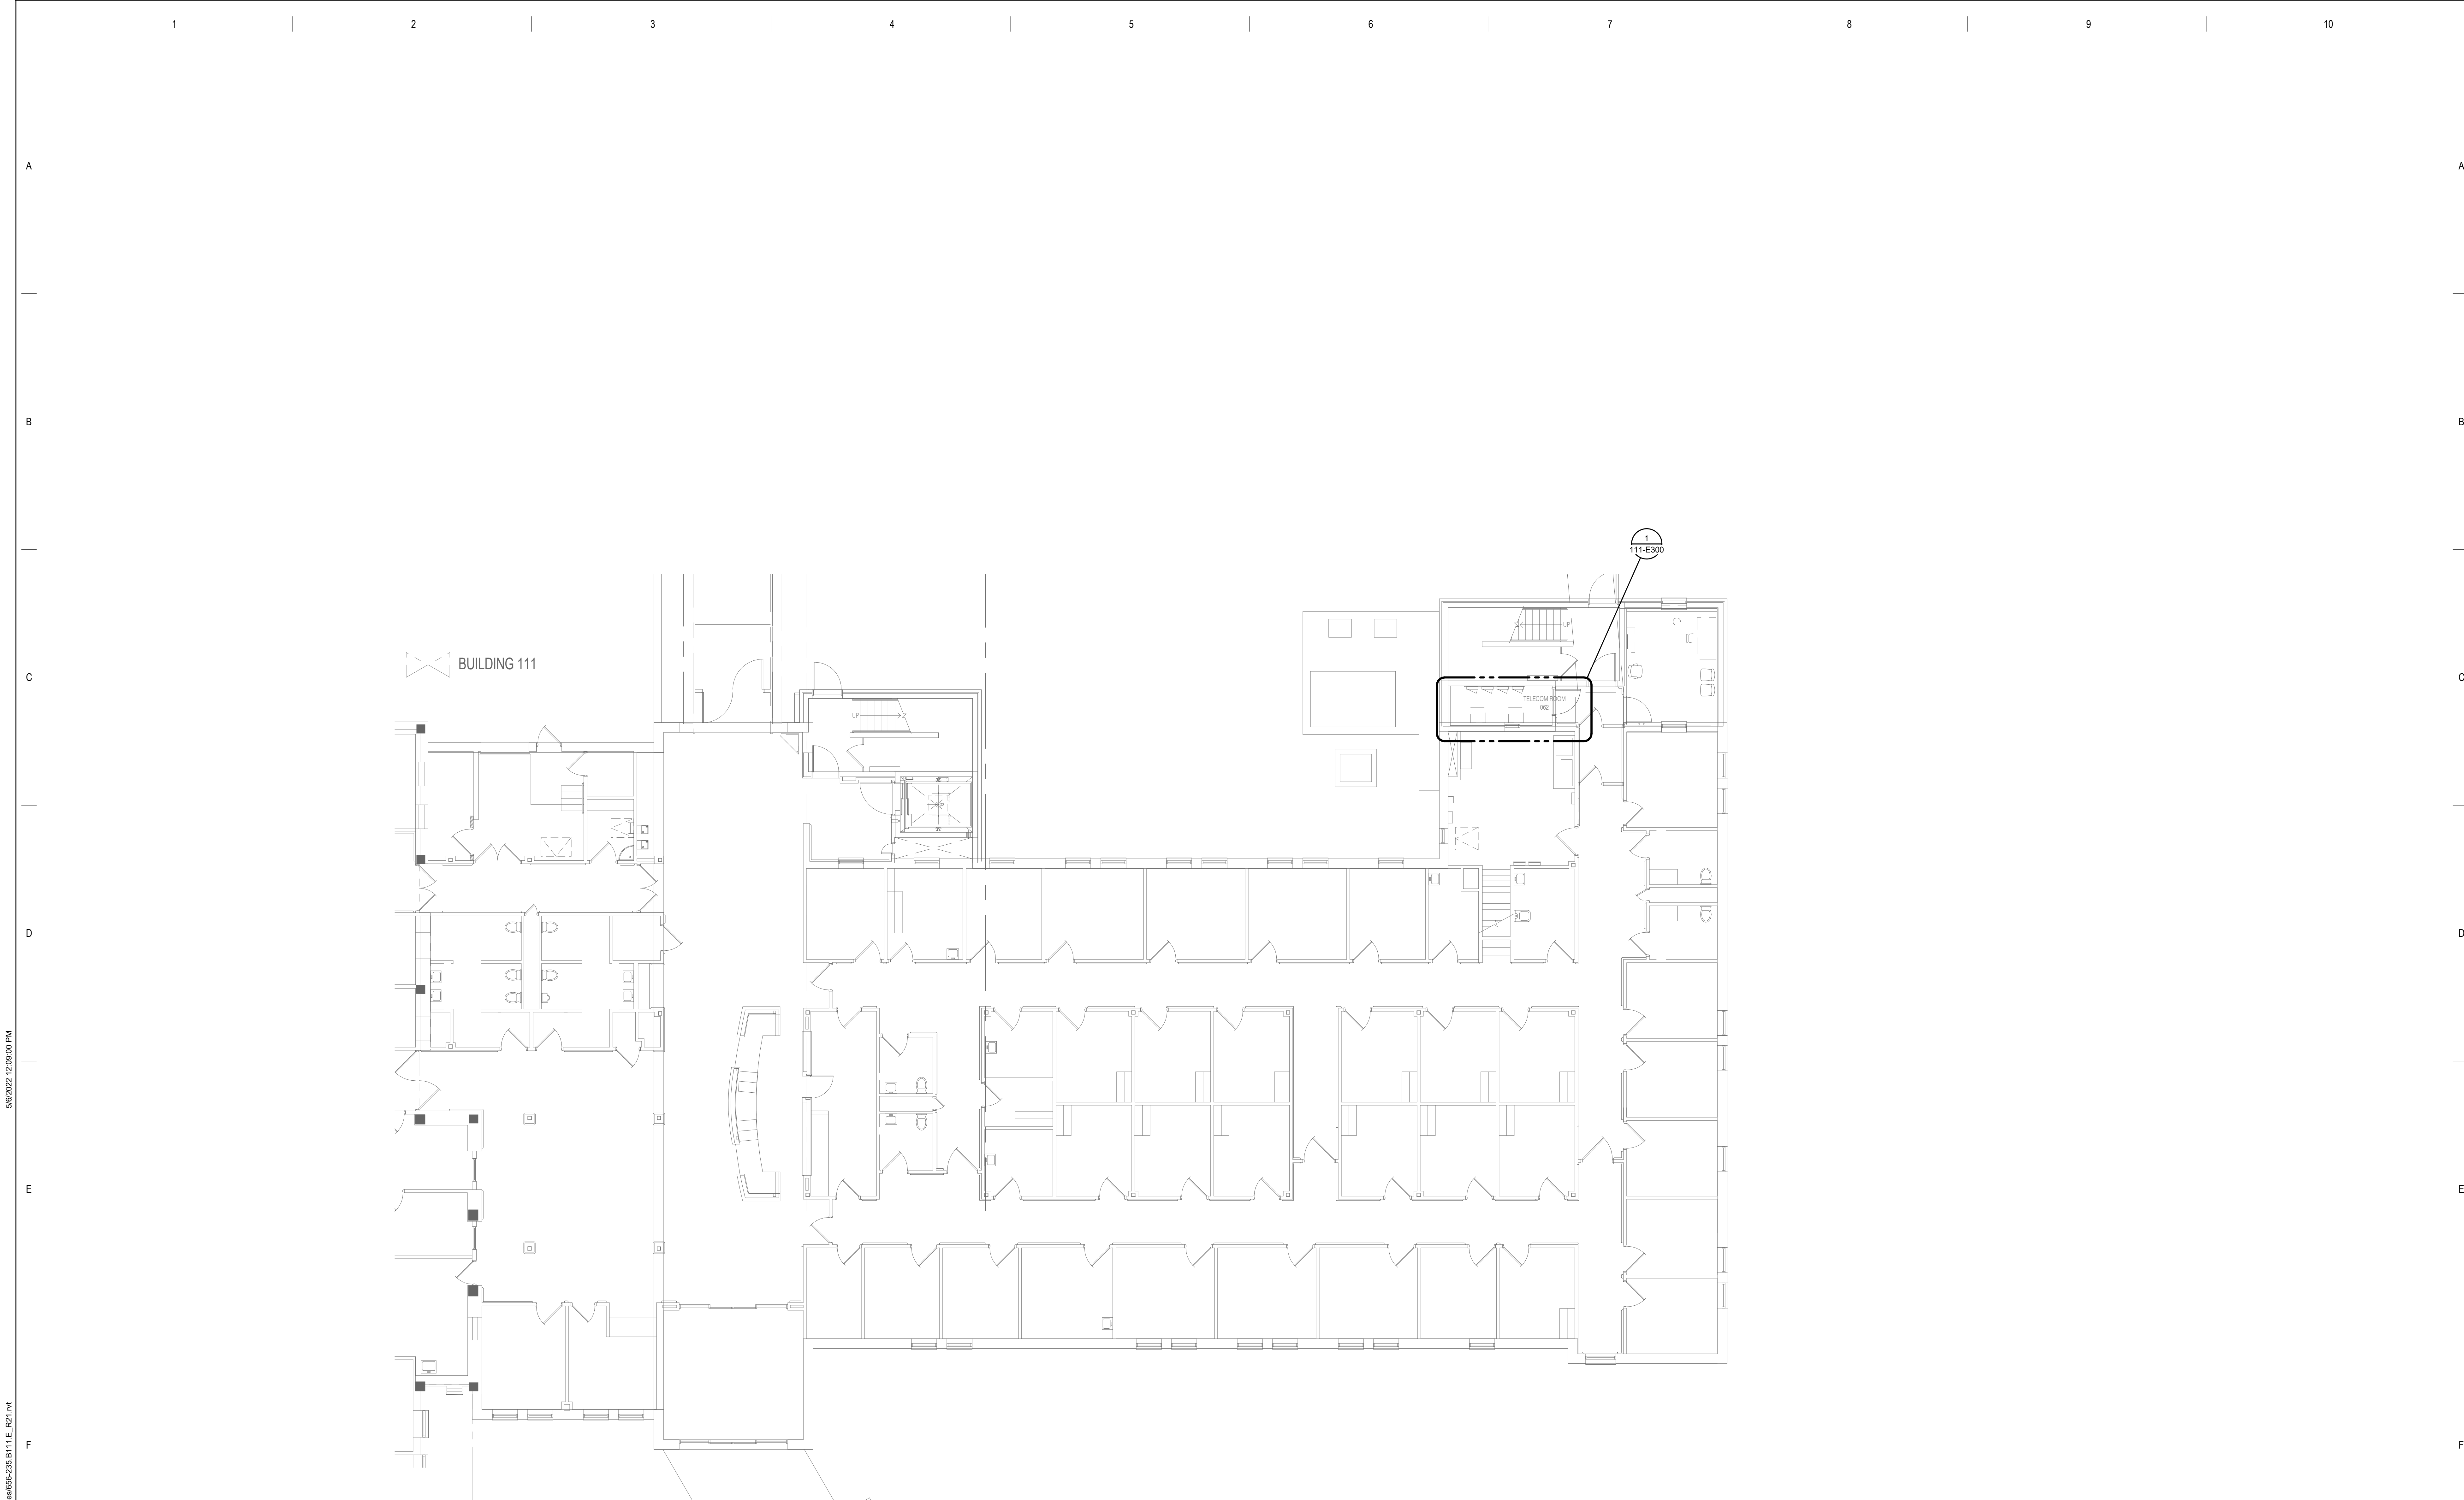 1 2 3 4 5 6 7 8 9 10
A A
B B
1
111-E300
UP
BUILDING 111
C C
TELECOM ROOM
062
UP
D D
E E
F F
5/6/2022 12:09:00 PM
es/656-235.B111.E_R21.rvt